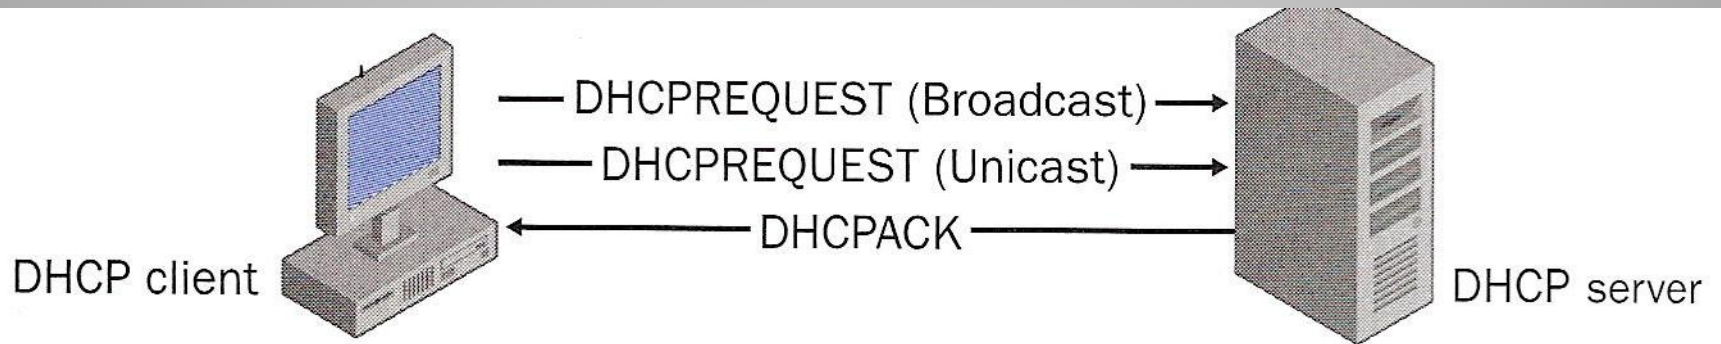 DHCPREQUEST (Broadcast)
DHCPREQUEST (Unicast)
DHCPACK
DHCP client
DHCP server